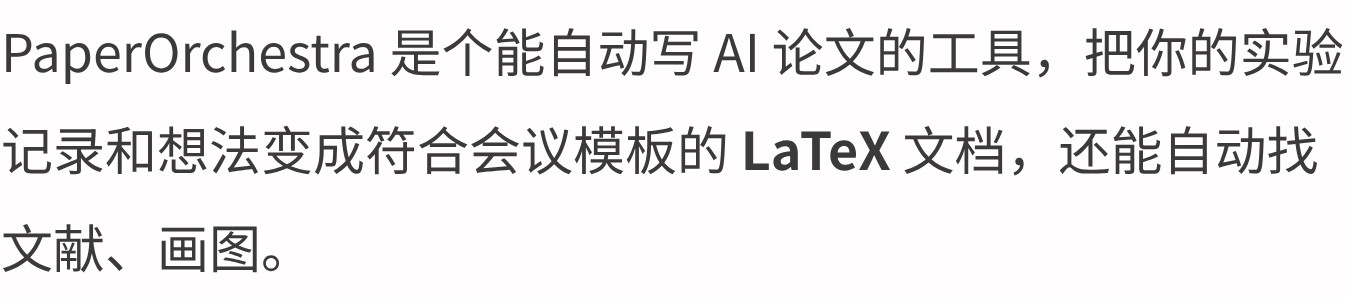 PaperOrchestra 是个能自动写 AI 论文的工具，把你的实验
记录和想法变成符合会议模板的 LaTeX 文档，还能自动找
文献、画图。